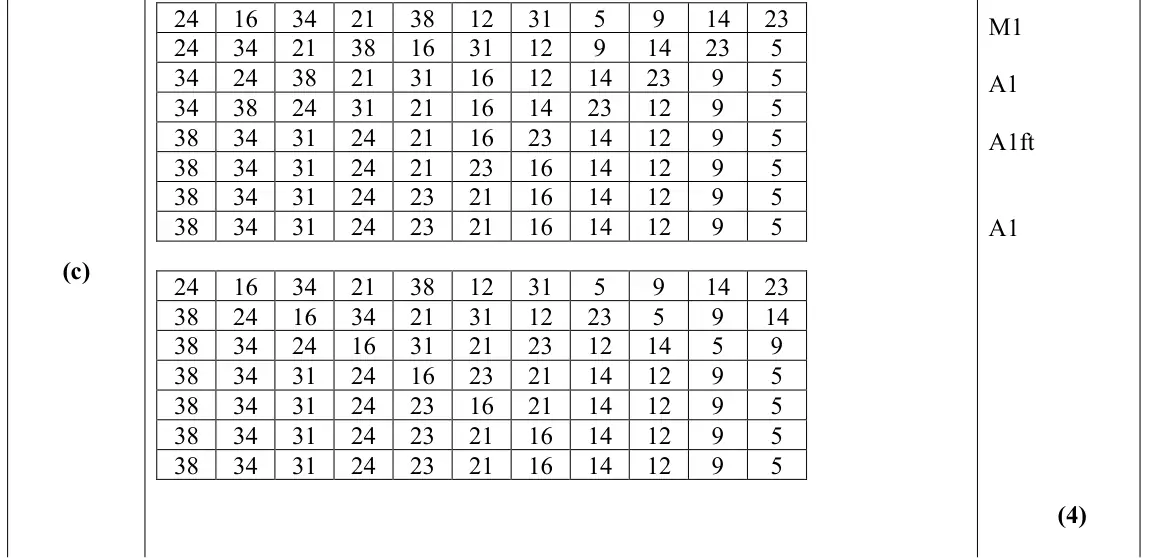 24 16 34 21 38 12 31 5 9 14 23 M1
24 34 21 38 16 31 12 9 14 23 5
34 24 38 21 31 16 12 14 23 9 5 A1
34 38 24 31 21 16 14 23 12 9 5
38 34 31 24 21 16 23 14 12 9 5 A1ft
38 34 31 24 21 23 16 14 12 9 5
38 34 31 24 23 21 16 14 12 9 5
38 34 31 24 23 21 16 14 12 9 5 A1
(c)
24 16 34 21 38 12 31 5 9 14 23
38 24 16 34 21 31 12 23 5 9 14
38 34 24 16 31 21 23 12 14 5 9
38 34 31 24 16 23 21 14 12 9 5
38 34 31 24 23 16 21 14 12 9 5
38 34 31 24 23 21 16 14 12 9 5
38 34 31 24 23 21 16 14 12 9 5
(4)